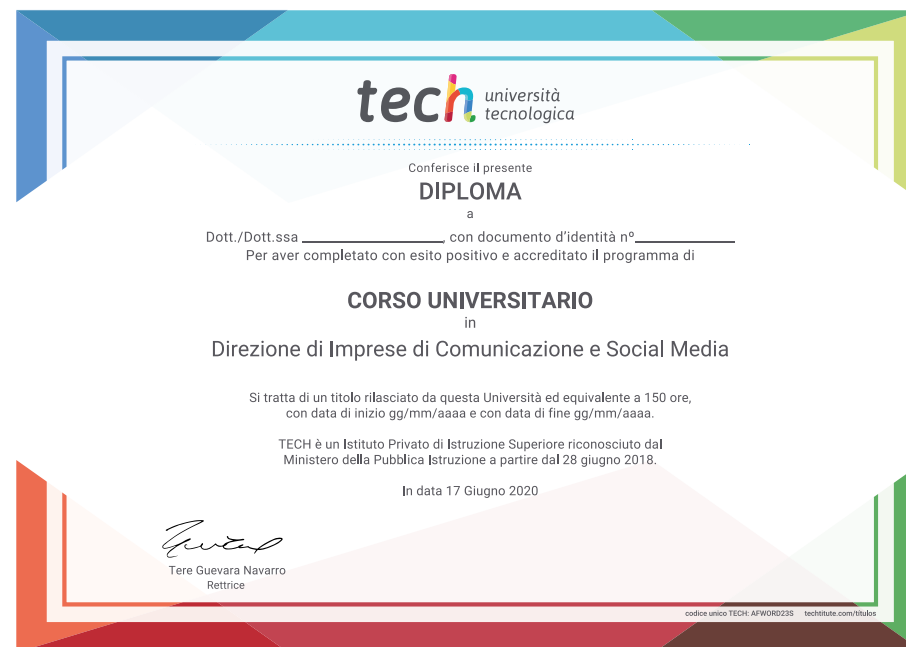 tech università
tecnologica
Conferisce il presente
DIPLOMA
a
Dott./Dott.ssa ________________, con documento d'identità nº____________
Per aver completato con esito positivo e accreditato il programma di
CORSO UNIVERSITARIO
in
Direzione di Imprese di Comunicazione e Social Media
Si tratta di un titolo rilasciato da questa Università ed equivalente a 150 ore,
con data di inizio gg/mm/aaaa e con data di fine gg/mm/aaaa.
TECH è un Istituto Privato di Istruzione Superiore riconosciuto dal
Ministero della Pubblica Istruzione a partire dal 28 giugno 2018.
In data 17 Giugno 2020
Tere Guevara Navarro
Rettrice
codice unico TECH: AFWORD23S techtitute.com/titulos